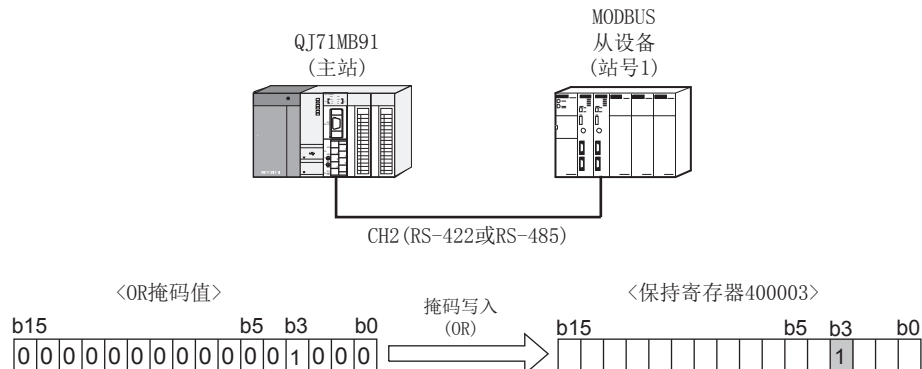 MODBUS
QJ71MB91
从设备
(主站)
(站号1)
CH2(RS-422或RS-485)
<OR掩码值>
掩码写入
<保持寄存器400003>
b15 b5 b3 b0
(OR)
b15 b5 b3 b0
0 0 0 0 0 0 0 0 0 0 0 0 1 0 0 0
1